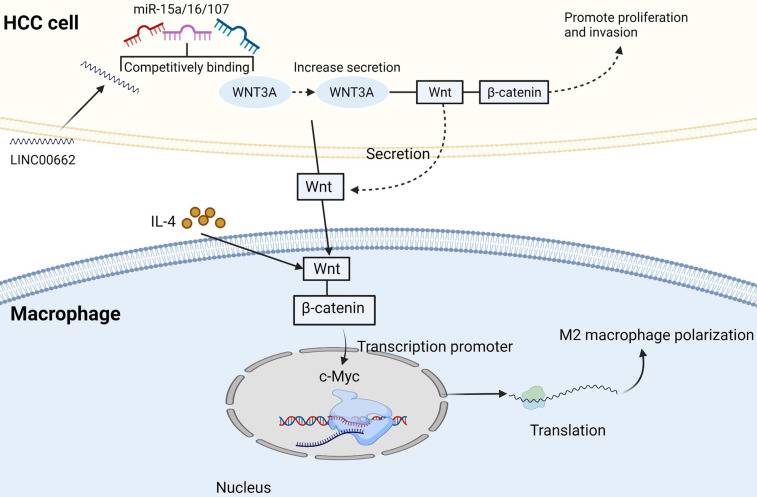 HCC cell
miR-15a/16/107
Promote proliferation
and invasion
Competitively binding
Increase secretion
WNT3A
WNT3A
Wnt
β-catenin
LINC00662
Secretion
Wnt
IL-4
Wnt
β-catenin
Macrophage
Transcription promoter
M2 macrophage polarization
c-Myc
Translation
Nucleus